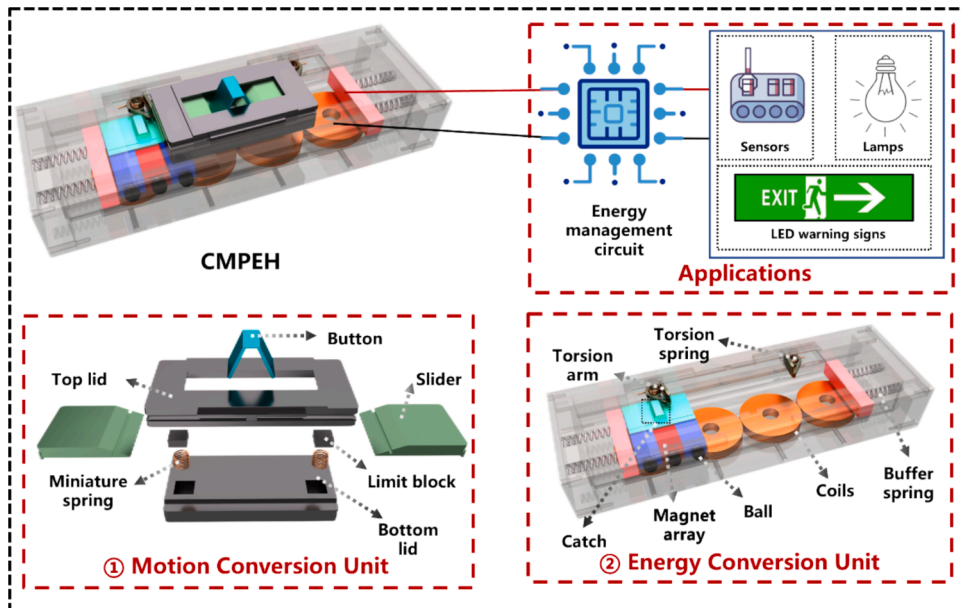 CMPEH
Energy
management
circuit
Sensors
Lamps
EXIT
LED warning signs
Applications
Button
Top lid
Slider
Miniature
spring
Limit block
Bottom
lid
① Motion Conversion Unit
Torsion
arm
Torsion
spring
Catch
Magnet
array
Ball
Coils
Buffer
spring
② Energy Conversion Unit